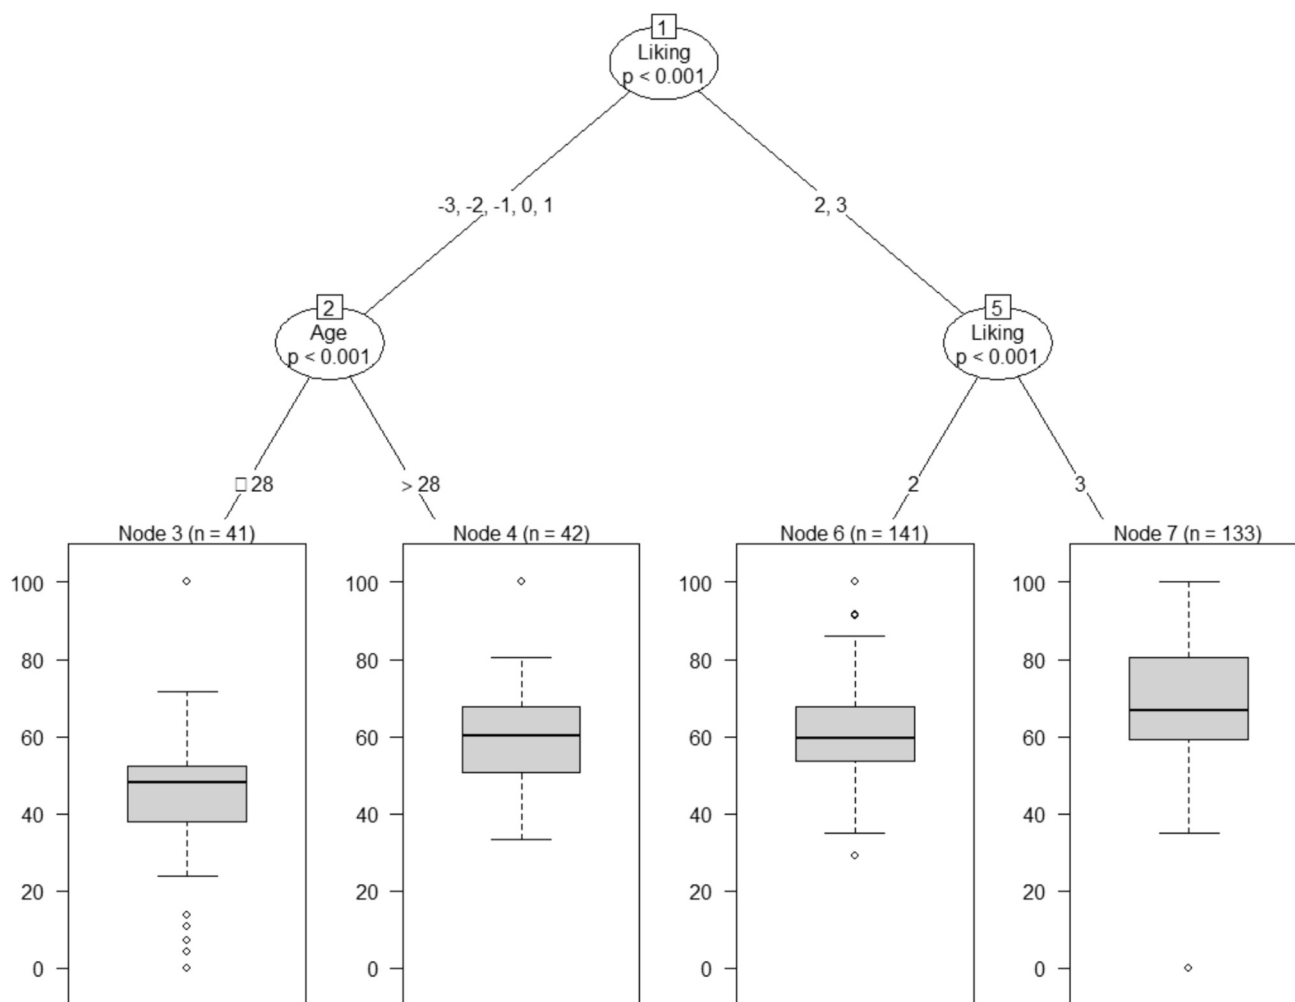 1
Liking
p < 0.001
-3, -2, -1, 0, 1
2, 3
2
Age
p < 0.001
5
Liking
p < 0.001
□ 28
> 28
2
3
Node 3 (n = 41)
100
80
60
40
20
0
Node 4 (n = 42)
100
80
60
40
20
0
Node 6 (n = 141)
100
80
60
40
20
0
Node 7 (n = 133)
100
80
60
40
20
0